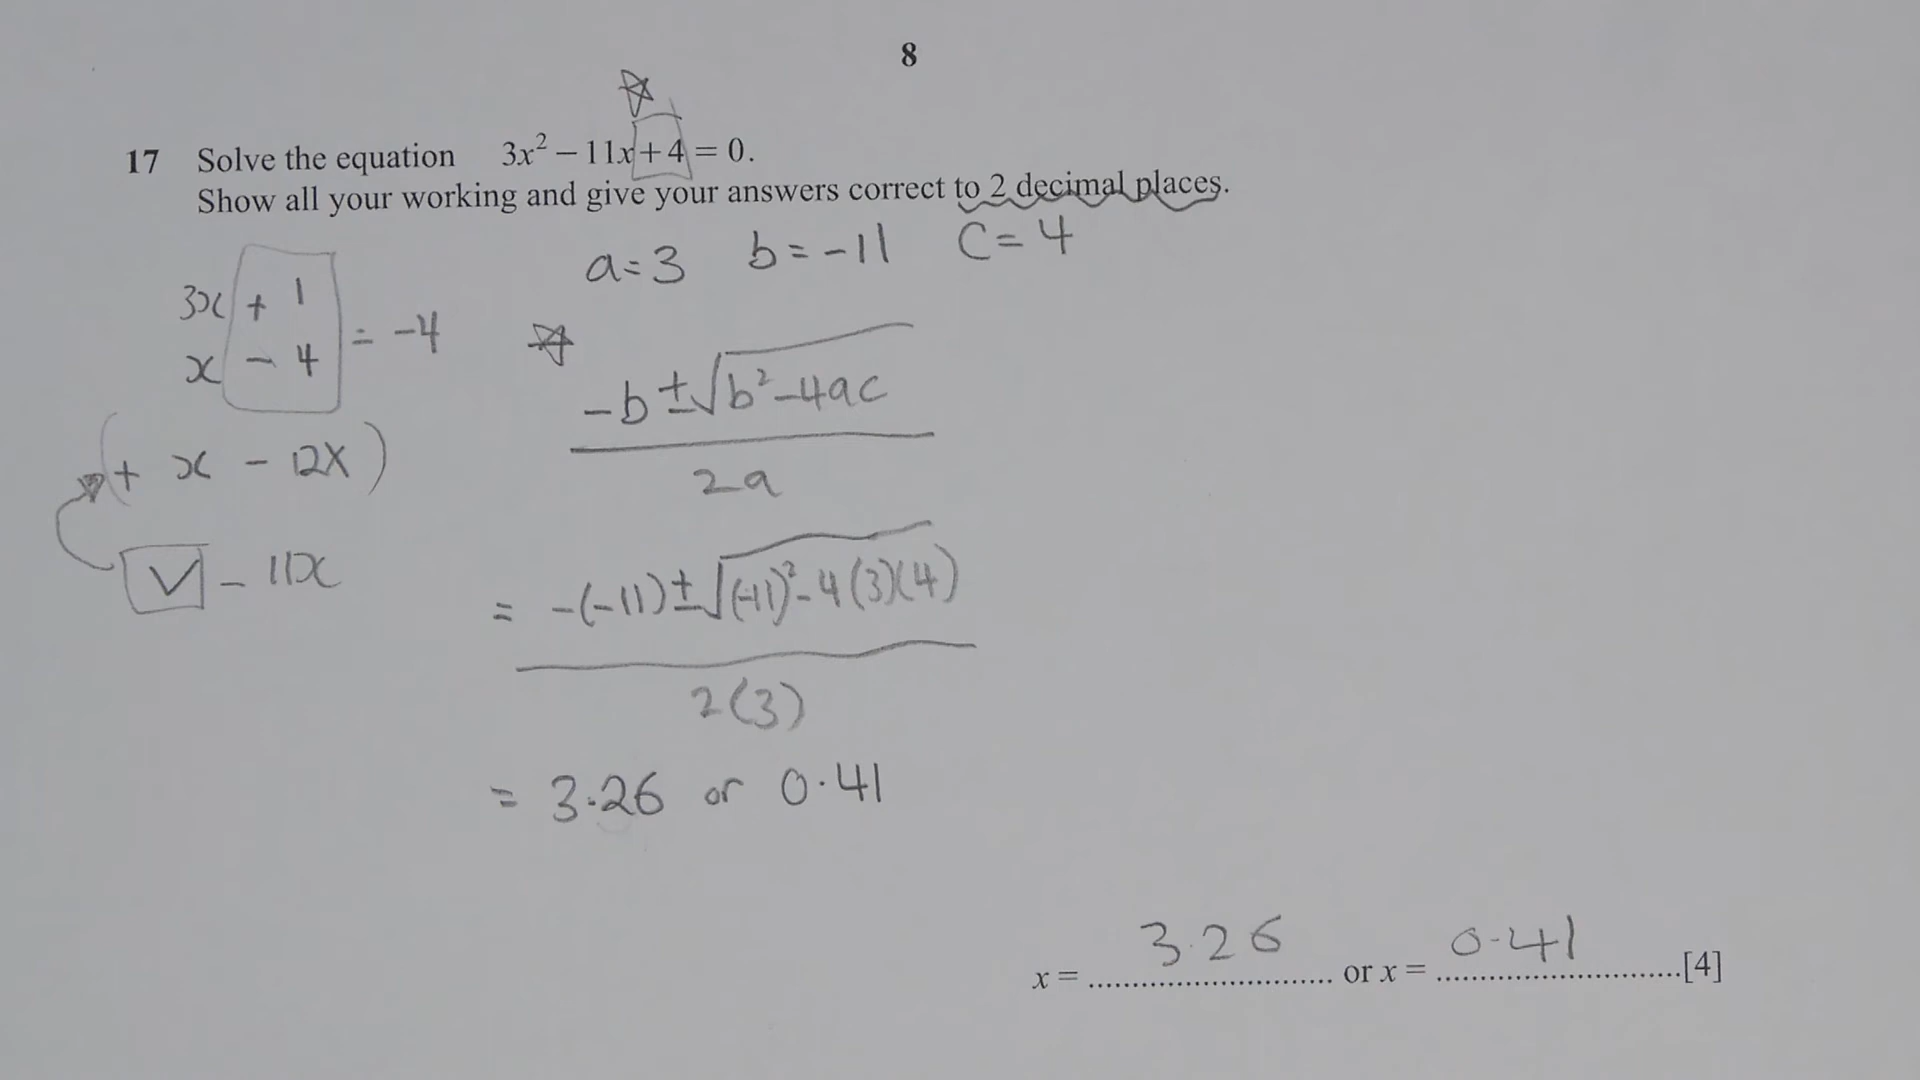 8
17 Solve the equation 3x² − 11x + 4 = 0.
Show all your working and give your answers correct to 2 decimal places.
a=3 b=-11 C=4
3x + 1
x - 4
= -4
(+ x - 12x)
- 11x
-b±√b²-4ac
2a
= -(-11)±√(-11)²-4(3)(4)
2(3)
= 3.26 or 0.41
x = 3.26 or x = 0.41 [4]